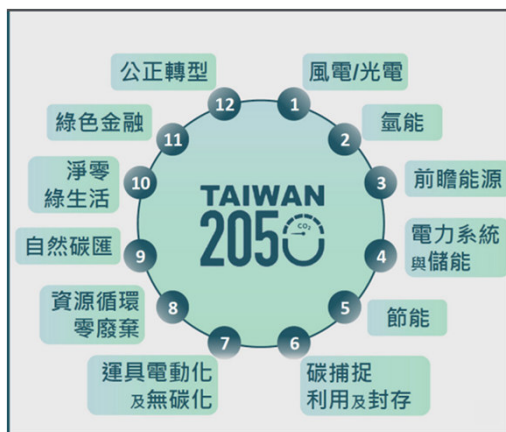 1
風電/光電
2
氫能
3
前瞻能源
4
電力系統
與儲能
5
節能
6
碳捕捉
利用及封存
7
運具電動化
及無碳化
8
資源循環
零廢棄
9
自然碳匯
10
淨零
綠生活
11
綠色金融
12
公正轉型
TAIWAN
2050
CO₂